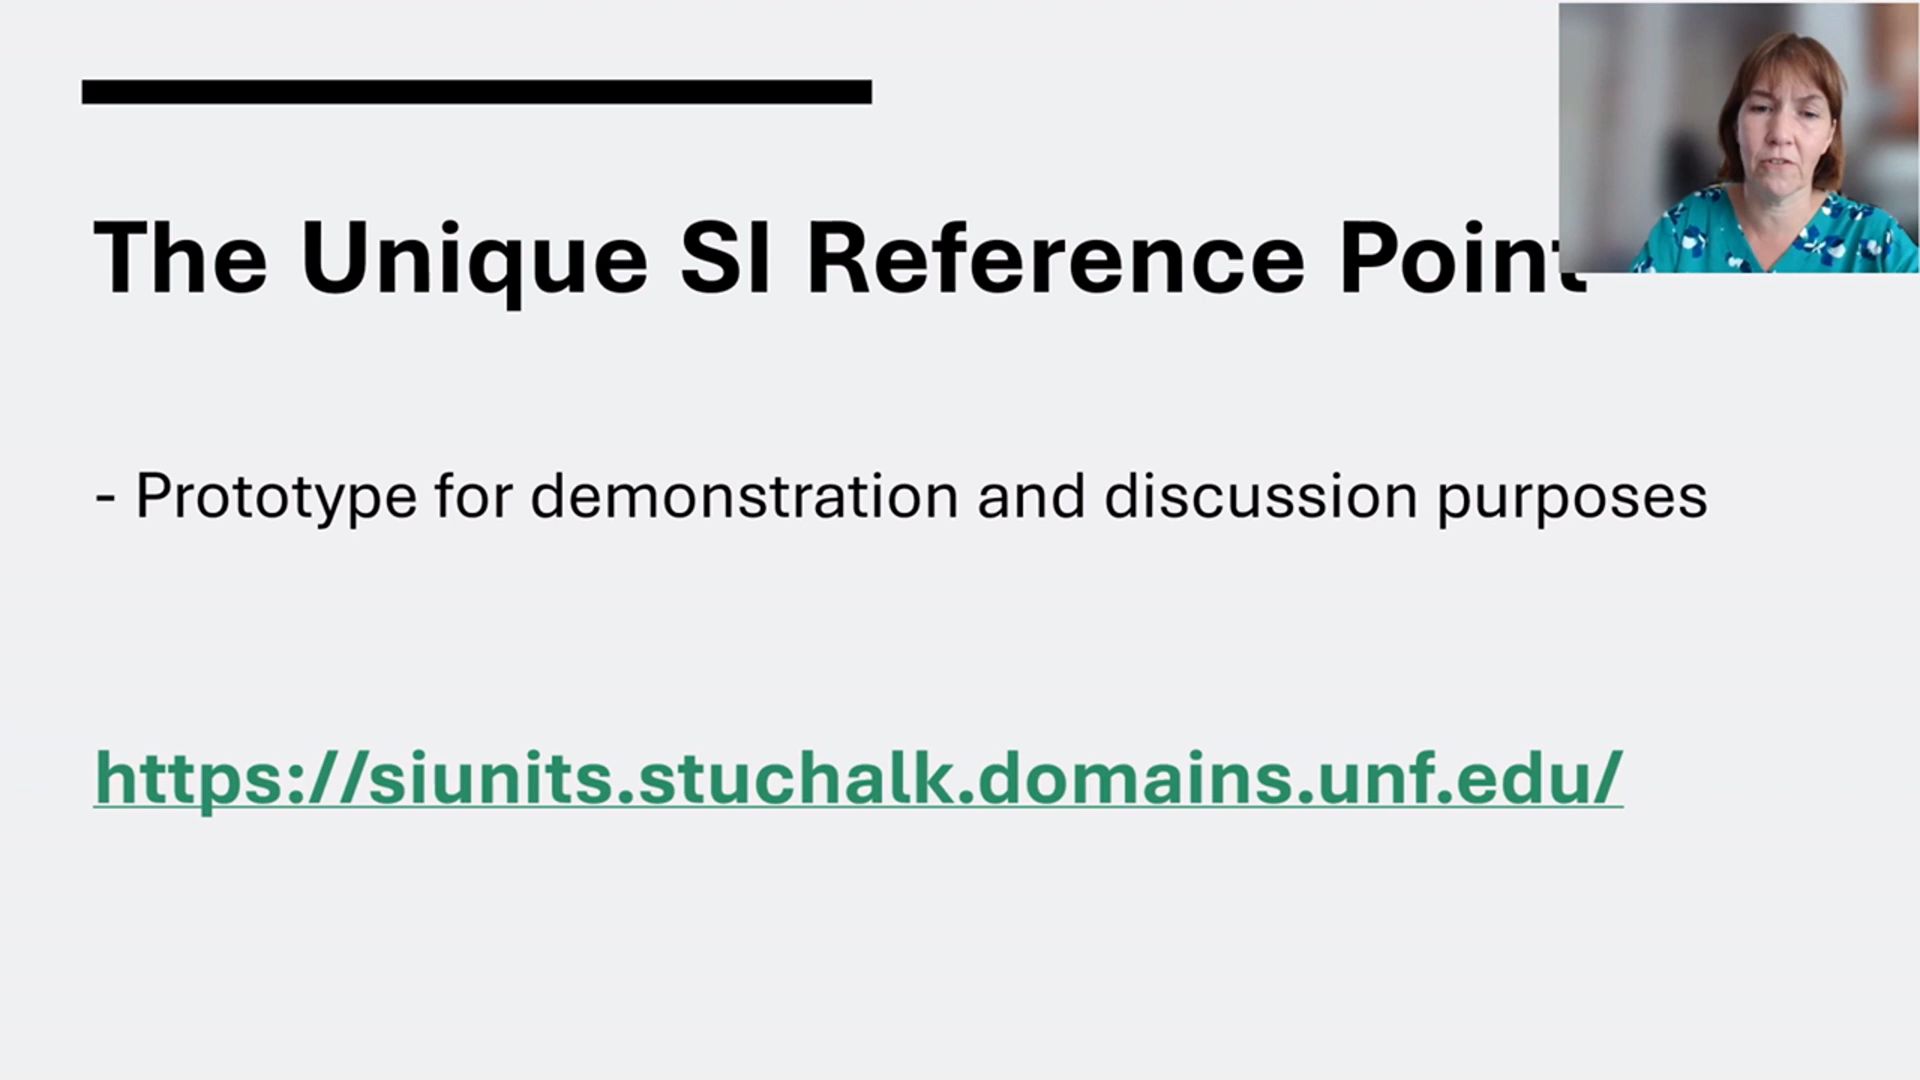 The Unique SI Reference Point
- Prototype for demonstration and discussion purposes
https://siunits.stuchalk.domains.unf.edu/